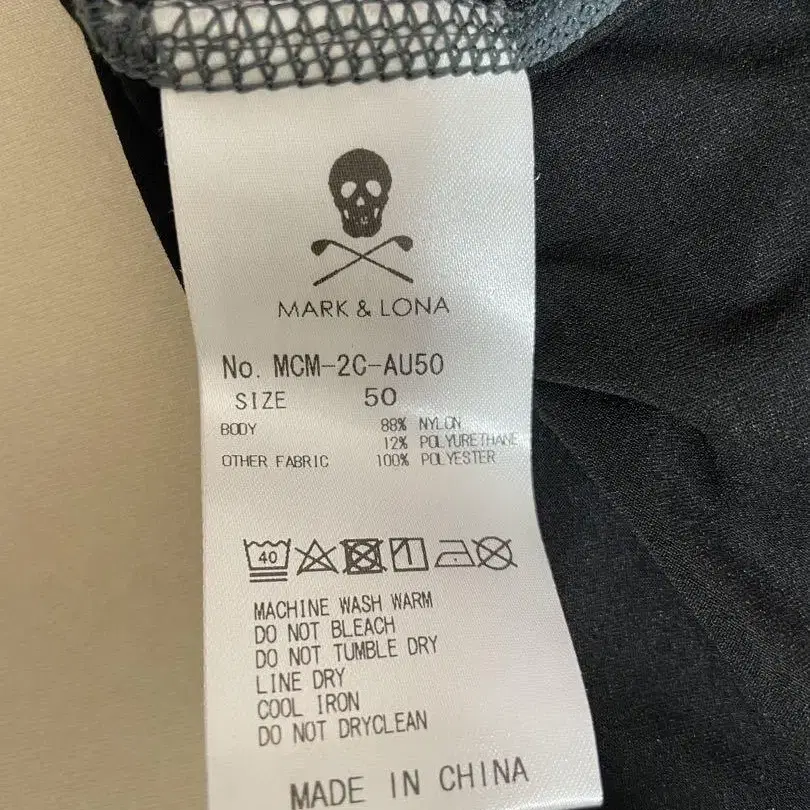 MARK & LONA
No. MCM-2C-AU50
SIZE 50
BODY 88% NYLON
12% POLYURETHANE
OTHER FABRIC 100% POLYESTER
40
MACHINE WASH WARM
DO NOT BLEACH
DO NOT TUMBLE DRY
LINE DRY
COOL IRON
DO NOT DRYCLEAN
MADE IN CHINA